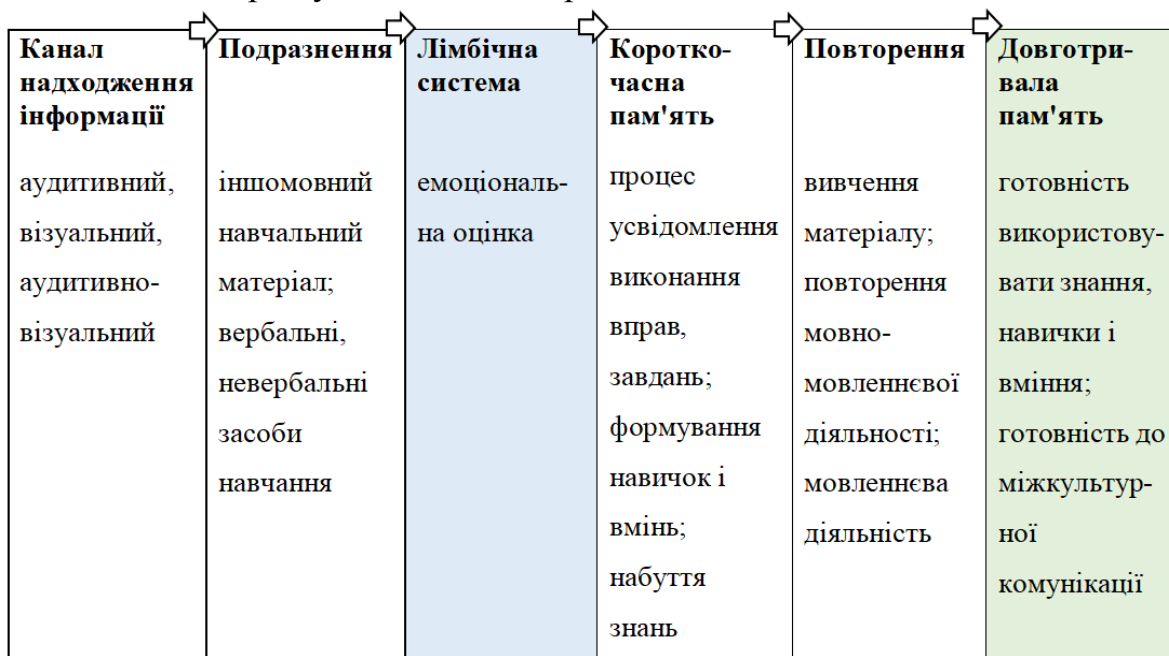 Канал
надходження
інформації
аудитивний,
візуальний,
аудитивно-
візуальний
Подразнення
іншомовний
навчальний
матеріал;
вербальні,
невербальні
засоби
навчання
Лімбічна
система
емоціональ-
на оцінка
Коротко-
часна
пам'ять
процес
усвідомлення
виконання
вправ,
завдань;
формування
навичок і
вмінь;
набуття
знань
Повторення
вивчення
матеріалу;
повторення
мовно-
мовленнєвої
діяльності;
мовленнєва
діяльність
Довготри-
вала
пам'ять
готовність
використову-
вати знання,
навички і
вміння;
готовність до
міжкультур-
ної
комунікації